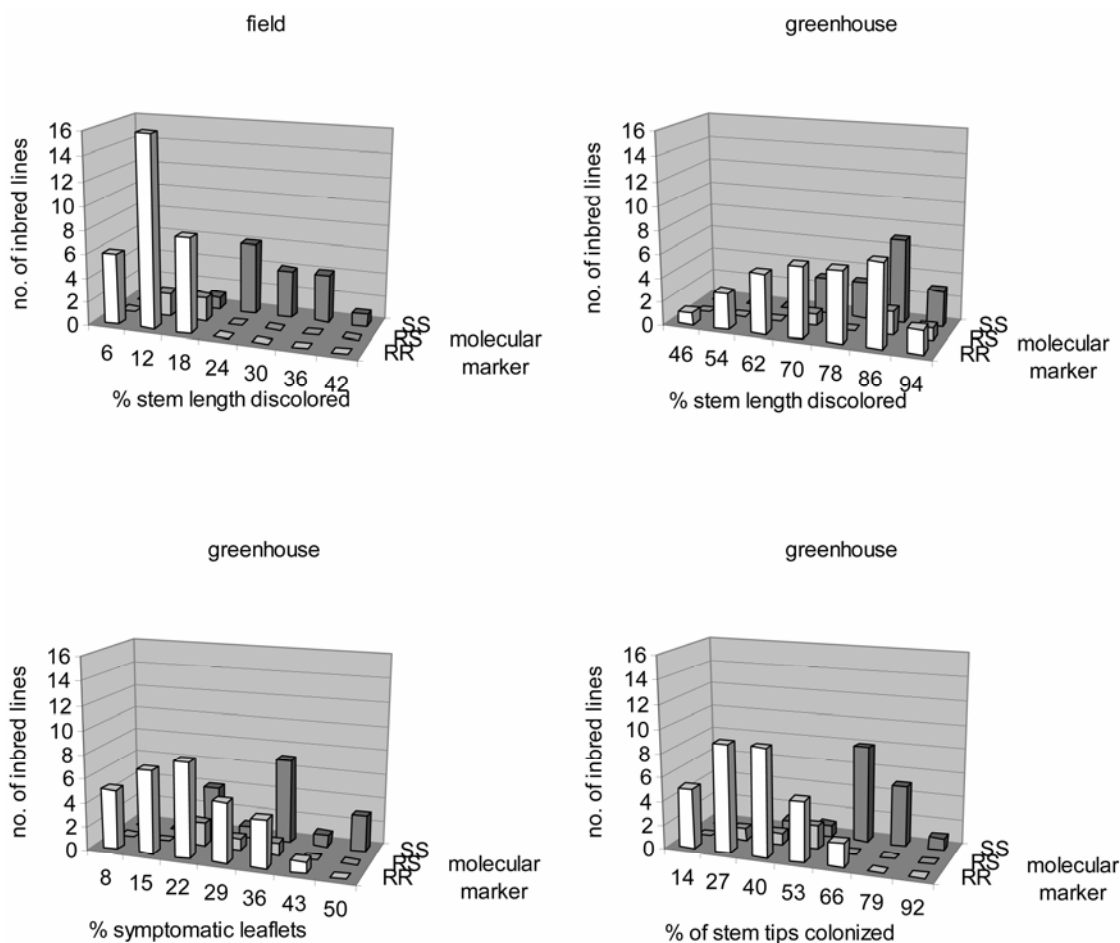 field
no. of inbred lines
16
14
12
10
8
6
4
2
0
6 12 18 24 30 36 42
SS
RS
RR
molecular
marker
% stem length discolored
greenhouse
no. of inbred lines
16
14
12
10
8
6
4
2
0
46 54 62 70 78 86 94
SS
RS
RR
molecular
marker
% stem length discolored
greenhouse
no. of inbred lines
16
14
12
10
8
6
4
2
0
8 15 22 29 36 43 50
SS
RS
RR
molecular
marker
% symptomatic leaflets
greenhouse
no. of inbred lines
16
14
12
10
8
6
4
2
0
14 27 40 53 66 79 92
SS
RS
RR
molecular
marker
% of stem tips colonized